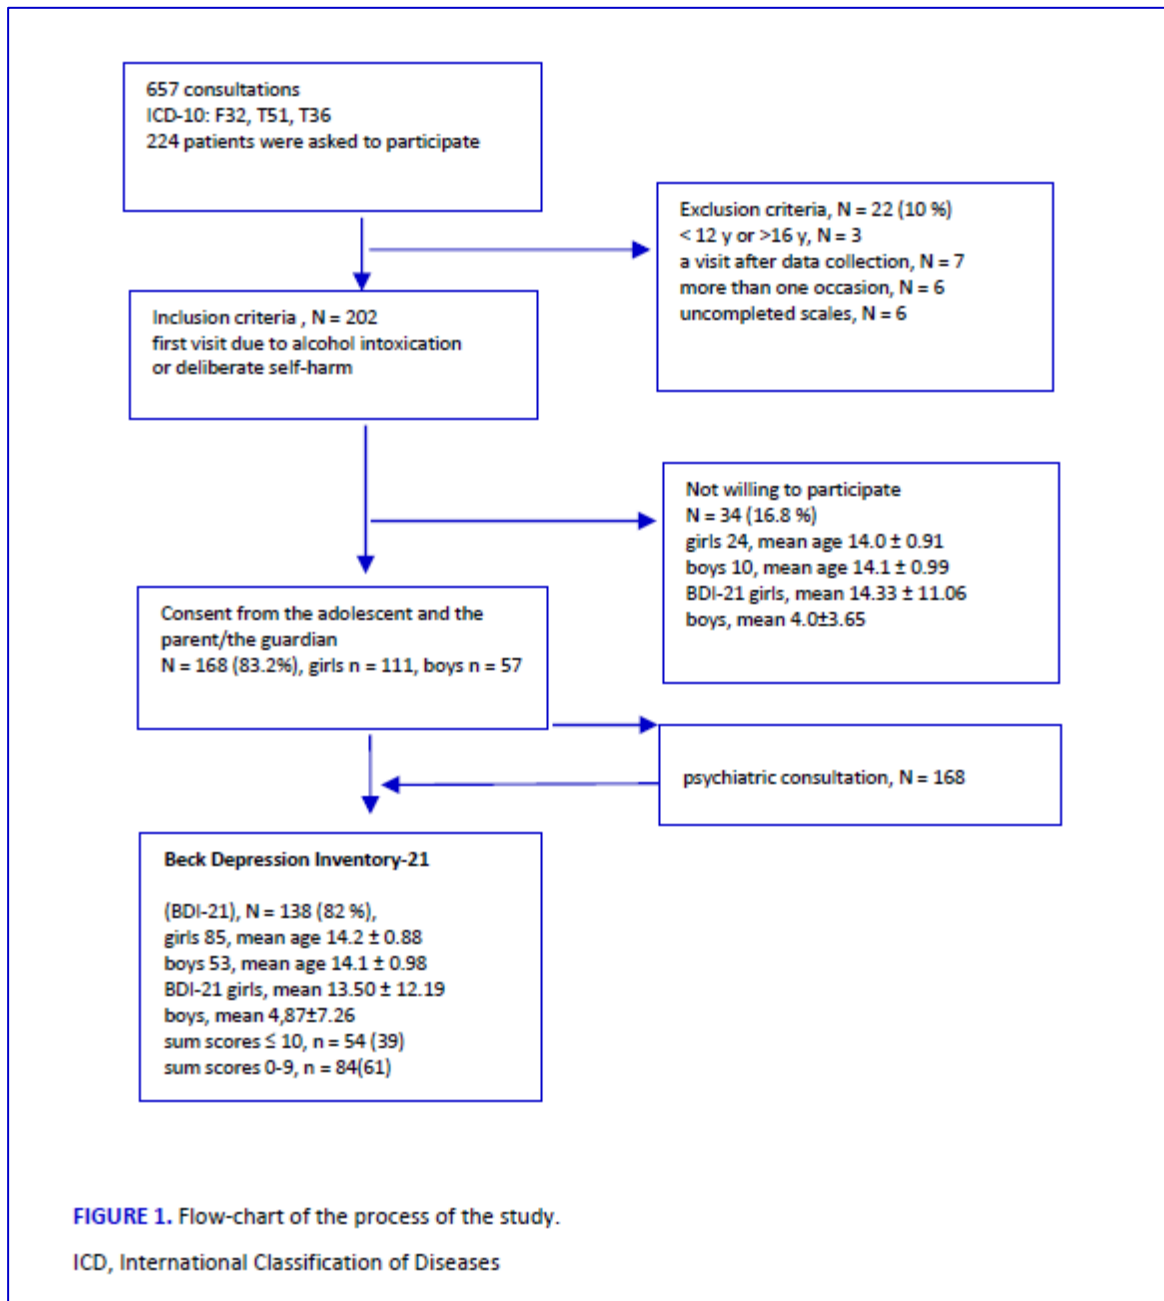 657 consultations
ICD-10: F32, T51, T36
224 patients were asked to participate
Exclusion criteria, N = 22 (10 %)
< 12 y or >16 y, N = 3
a visit after data collection, N = 7
more than one occasion, N = 6
uncompleted scales, N = 6
Inclusion criteria , N = 202
first visit due to alcohol intoxication
or deliberate self-harm
Not willing to participate
N = 34 (16.8 %)
girls 24, mean age 14.0 ± 0.91
boys 10, mean age 14.1 ± 0.99
BDI-21 girls, mean 14.33 ± 11.06
boys, mean 4.0±3.65
Consent from the adolescent and the
parent/the guardian
N = 168 (83.2%), girls n = 111, boys n = 57
psychiatric consultation, N = 168
Beck Depression Inventory-21
(BDI-21), N = 138 (82 %),
girls 85, mean age 14.2 ± 0.88
boys 53, mean age 14.1 ± 0.98
BDI-21 girls, mean 13.50 ± 12.19
boys, mean 4,87±7.26
sum scores ≤ 10, n = 54 (39)
sum scores 0-9, n = 84(61)
FIGURE 1. Flow-chart of the process of the study.
ICD, International Classification of Diseases